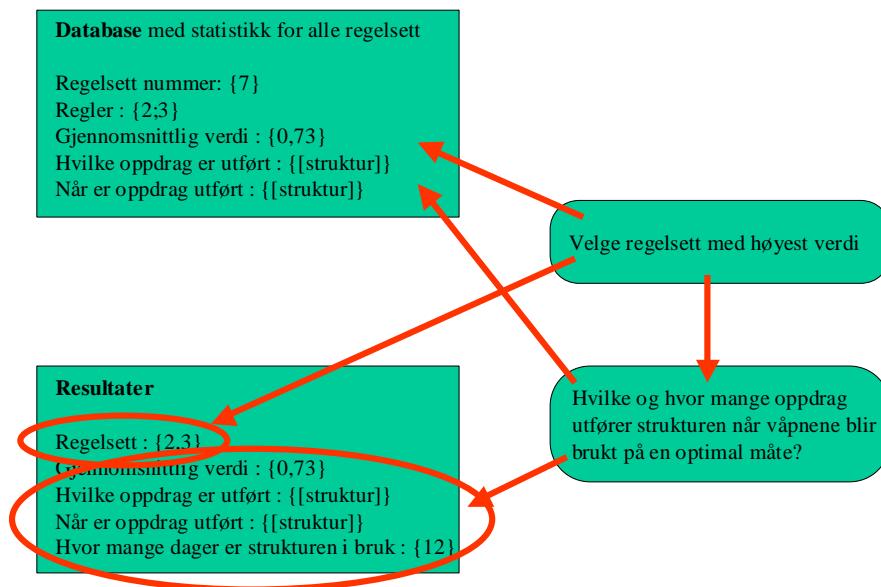 Database med statistikk for alle regelsett
Regelsett nummer: {7}
Regler : {2;3}
Gjennomsnittlig verdi : {0,73}
Hvilke oppdrag er utført : {[struktur]}
Når er oppdrag utført : {[struktur]}
Velge regelsett med høyest verdi
Resultater
Regelsett : {2,3}
Gjennomsnittlig verdi : {0,73}
Hvilke oppdrag er utført : {[struktur]}
Når er oppdrag utført : {[struktur]}
Hvor mange dager er strukturen i bruk : {12}
Hvilke og hvor mange oppdrag
utfører strukturen når våpnene blir
brukt på en optimal måte?